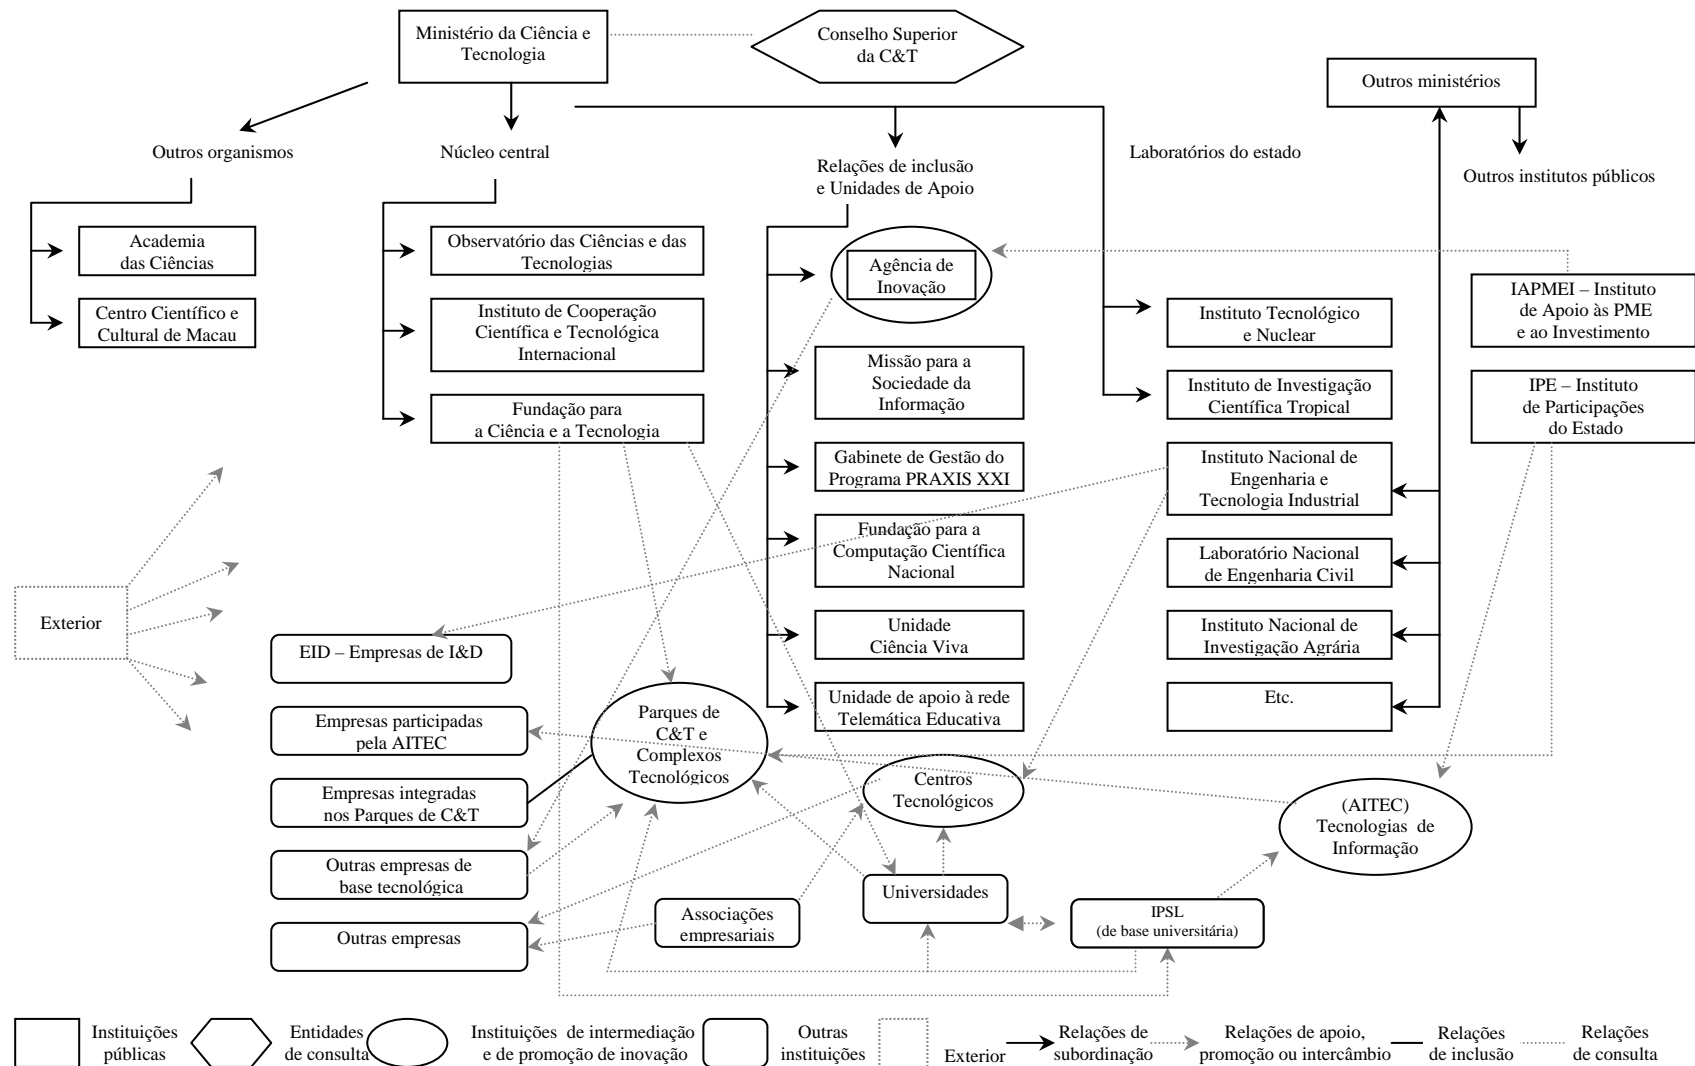 Ministério da Ciência e
Tecnologia
Conselho Superior
da C&T
Outros ministérios
Outros organismos
Núcleo central
Relações de inclusão
e Unidades de Apoio
Laboratórios do estado
Outros institutos públicos
Academia
das Ciências
Centro Científico e
Cultural de Macau
Observatório das Ciências e das
Tecnologias
Instituto de Cooperação
Científica e Tecnológica
Internacional
Fundação para
a Ciência e a Tecnologia
Agência de
Inovação
Missão para a
Sociedade da
Informação
Gabinete de Gestão do
Programa PRAXIS XXI
Fundação para a
Computação Científica
Nacional
Unidade
Ciência Viva
Unidade de apoio à rede
Telemática Educativa
Instituto Tecnológico
e Nuclear
Instituto de Investigação
Científica Tropical
Instituto Nacional de
Engenharia e
Tecnologia Industrial
Laboratório Nacional
de Engenharia Civil
Instituto Nacional de
Investigação Agrária
Etc.
IAPMEI – Instituto
de Apoio às PME
e ao Investimento
IPE – Instituto
de Participações
do Estado
Exterior
EID – Empresas de I&D
Empresas participadas
pela AITEC
Empresas integradas
nos Parques de C&T
Outras empresas de
base tecnológica
Outras empresas
Parques de
C&T e
Complexos
Tecnológicos
Centros
Tecnológicos
(AITEC)
Tecnologias de
Informação
Associações
empresariais
Universidades
IPSL
(de base universitária)
Instituições
públicas
Entidades
de consulta
Instituições de intermediação
e de promoção de inovação
Outras
instituições
Exterior
Relações de
subordinação
Relações de apoio,
promoção ou intercâmbio
Relações
de inclusão
Relações
de consulta